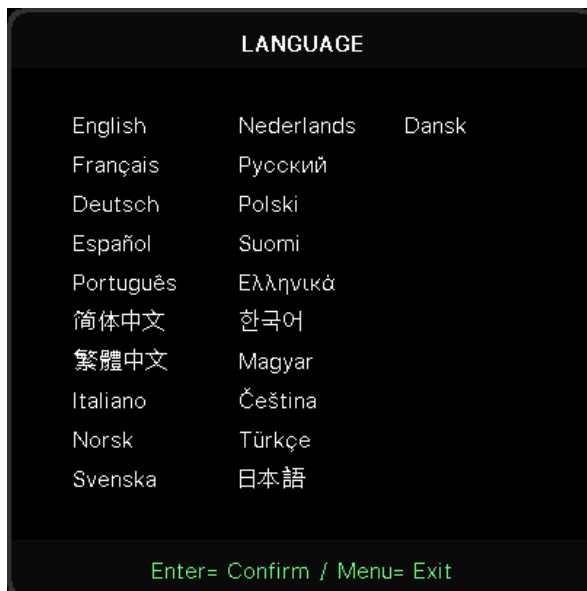 LANGUAGE
English Nederlands Dansk
Français Русский
Deutsch Polski
Español Suomi
Português Ελληνικά
简体中文 한국어
繁體中文 Magyar
Italiano Čeština
Norsk Türkçe
Svenska 日本語
Enter= Confirm / Menu= Exit